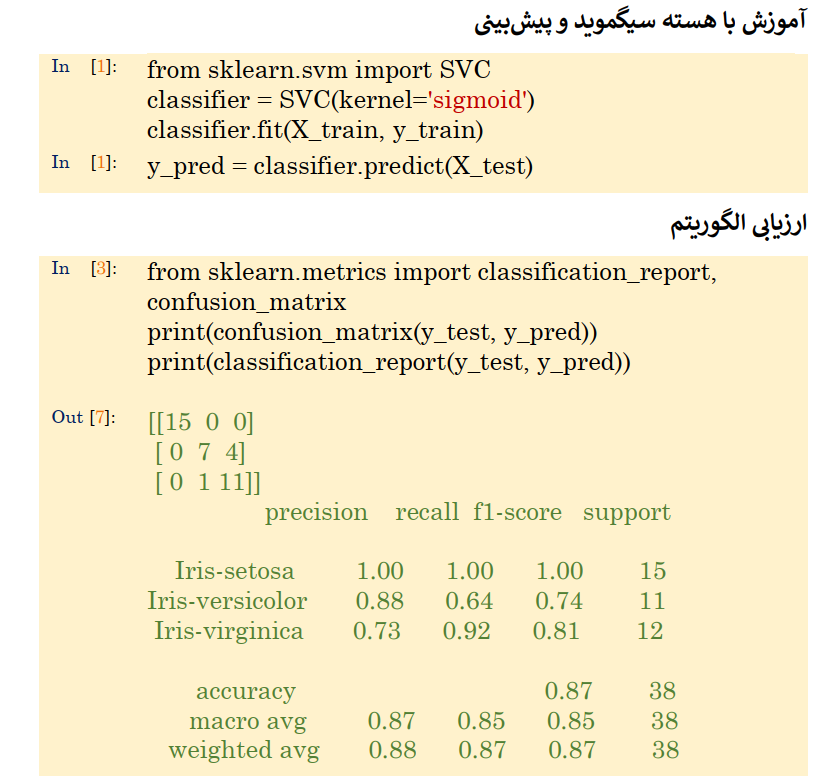 آموزش با هسته سیگموید و پیش‌بینی
In [1]: from sklearn.svm import SVC
classifier = SVC(kernel='sigmoid')
classifier.fit(X_train, y_train)
In [1]: y_pred = classifier.predict(X_test)
ارزیابی الگوریتم
In [3]: from sklearn.metrics import classification_report,
confusion_matrix
print(confusion_matrix(y_test, y_pred))
print(classification_report(y_test, y_pred))
Out [7]: [[15 0 0]
[ 0 7 4]
[ 0 1 11]]
precision recall f1-score support
Iris-setosa 1.00 1.00 1.00 15
Iris-versicolor 0.88 0.64 0.74 11
Iris-virginica 0.73 0.92 0.81 12
accuracy 0.87 38
macro avg 0.87 0.85 0.85 38
weighted avg 0.88 0.87 0.87 38